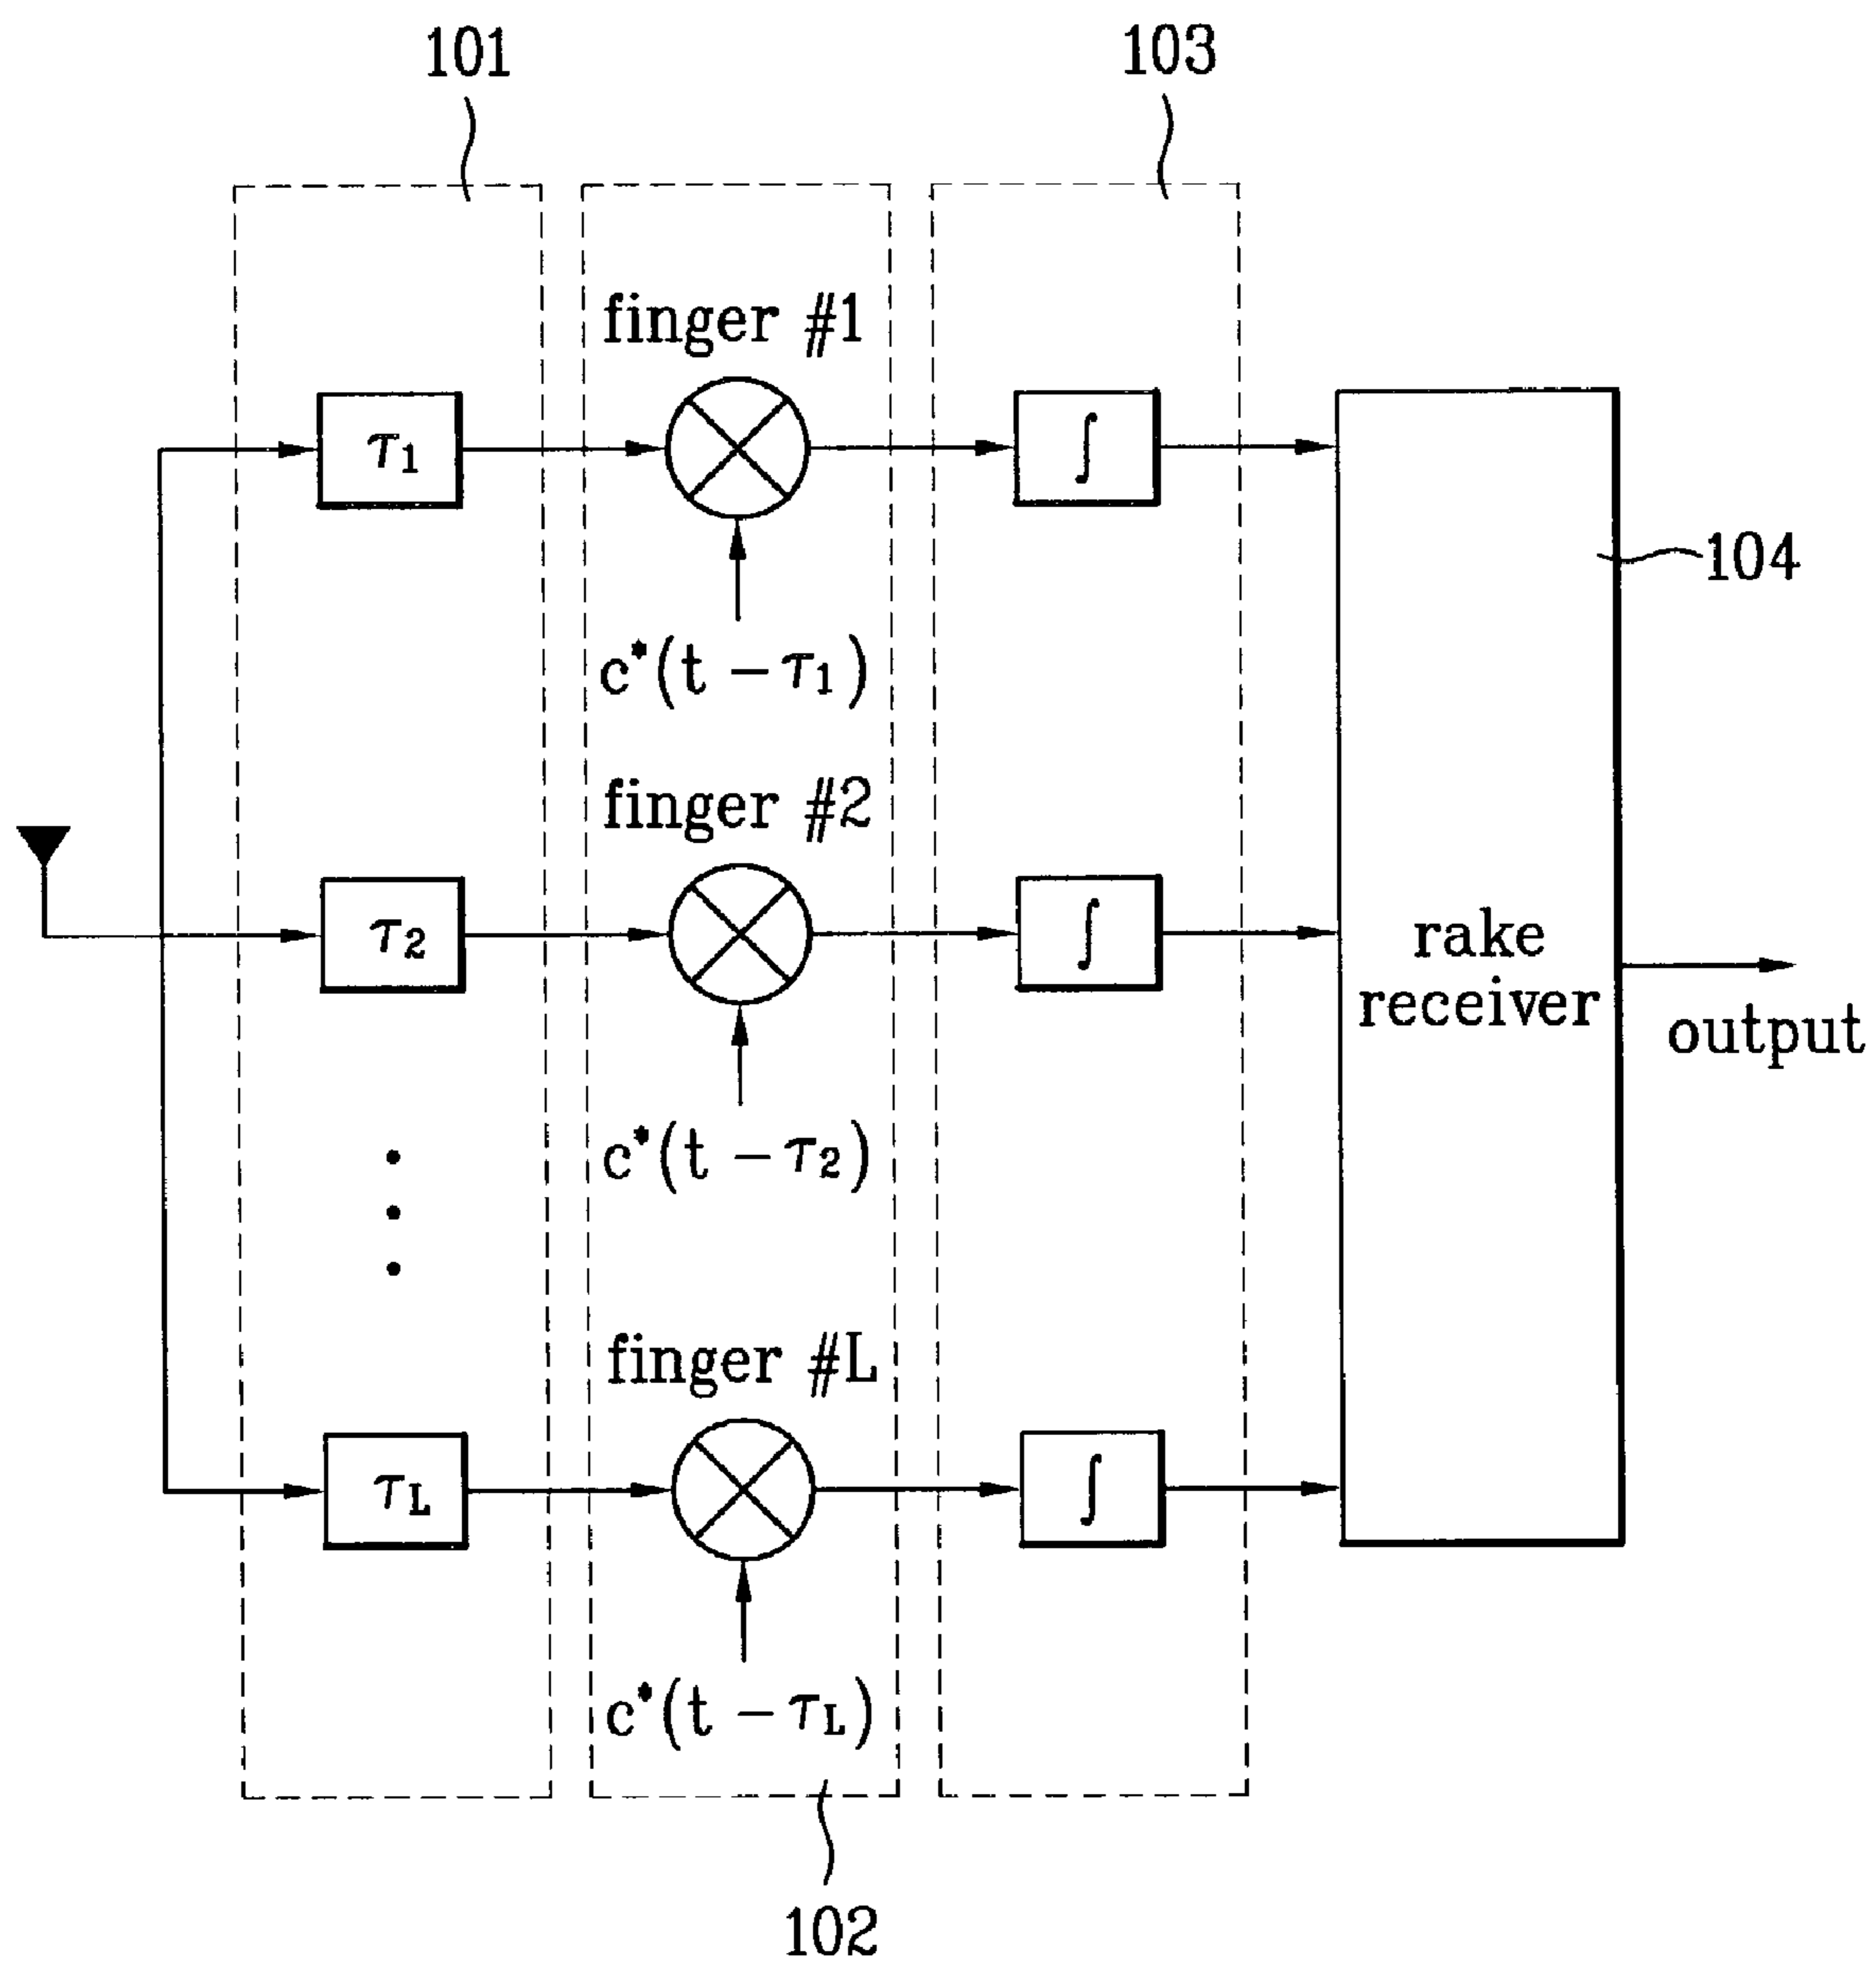 101
103
finger #1
τ1
∫
c*(t − τ1)
104
finger #2
τ2
∫
rake
receiver
output
c*(t − τ2)
finger #L
τL
∫
c*(t − τL)
102